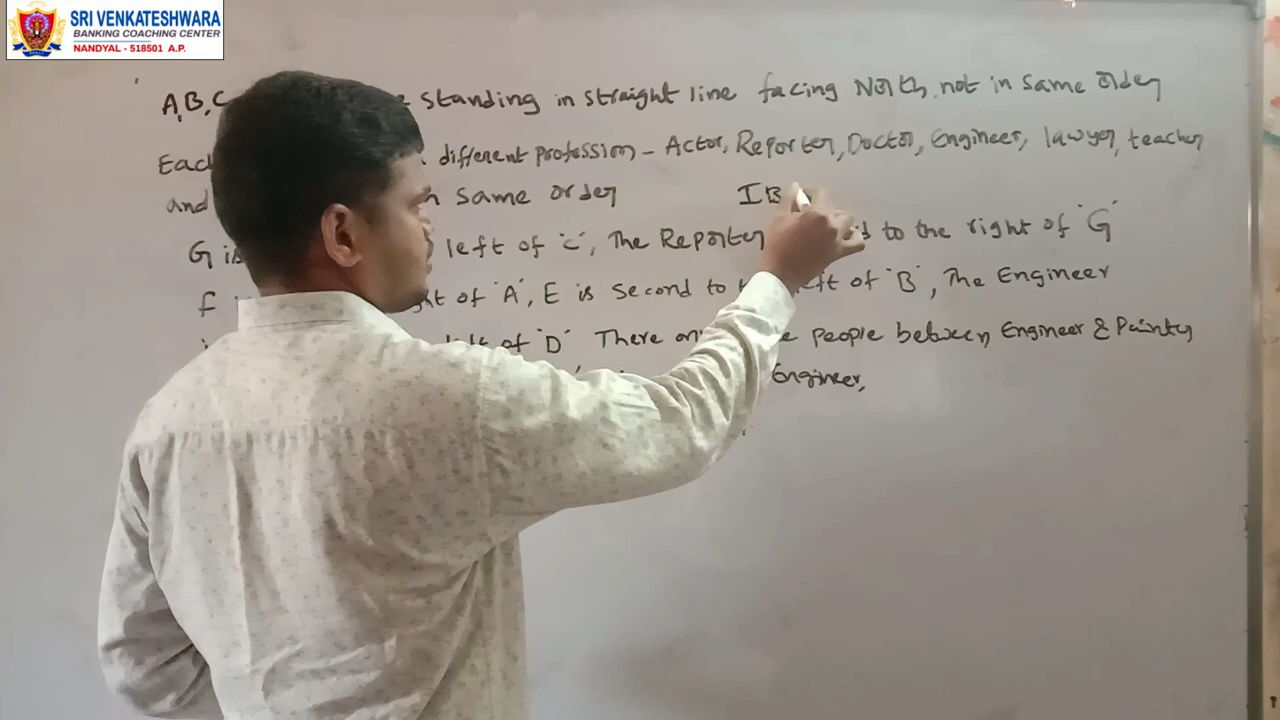 SRI VENKATESHWARA
BANKING COACHING CENTER
NANDYAL - 518501 A.P.
A,B,C standing in straight line facing North not in same order
Each different profession - Actor, Reporter, Doctor, Engineer, lawyer, teacher
and same order IB
G is left of 'C', The Reporter to the right of 'G'
F of 'A', E is second to left of 'B', The Engineer
of 'D' There people between Engineer & Painter
Engineer,